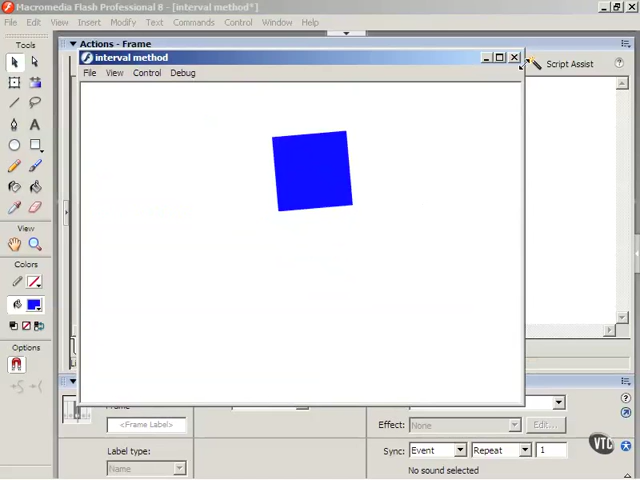 Macromedia Flash Professional 8 - [interval method*]
File View Insert Modify Text Commands Control Window Help
Tools
Actions - Frame
interval method
Script Assist
File View Control Debug
View
Colors
Options
Frame
<Frame Label>
Label type:
Name
Effect: None Edit...
Sync: Event Repeat 1
No sound selected
VTC